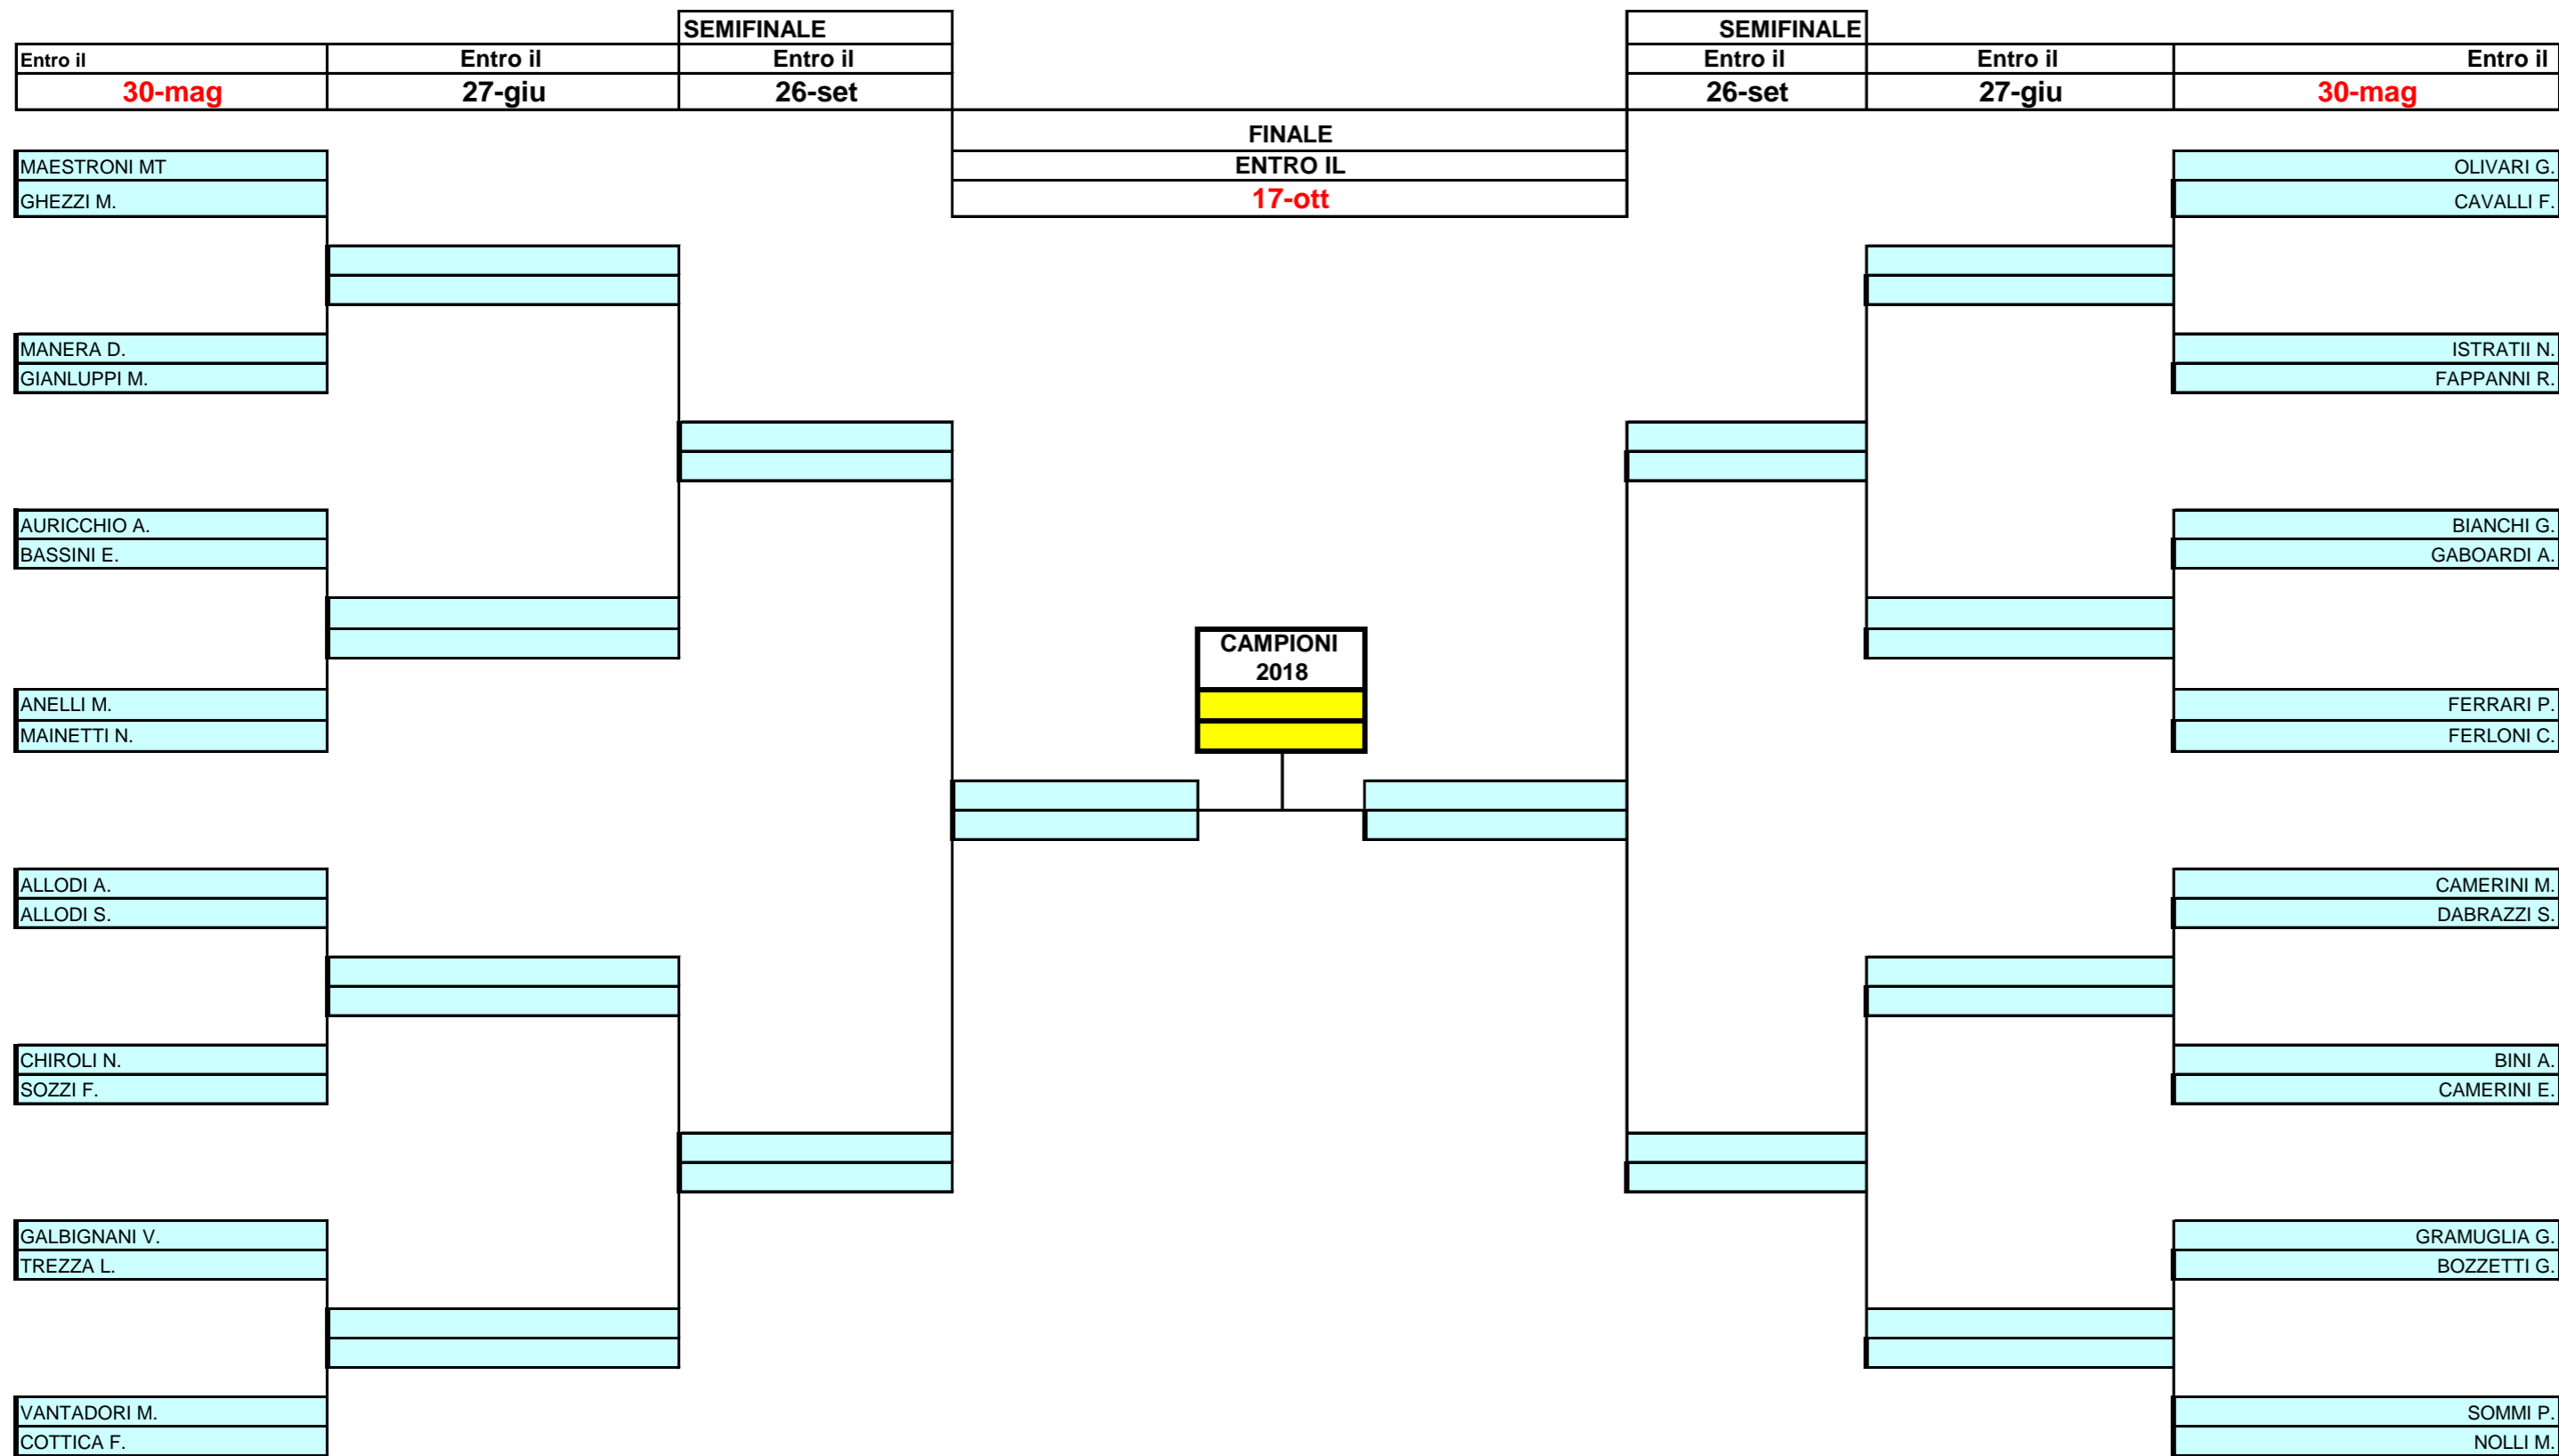 SEMIFINALE SEMIFINALE
Entro il Entro il Entro il Entro il Entro il Entro il
30-mag 27-giu 26-set 26-set 27-giu 30-mag
FINALE
MAESTRONI MT ENTRO IL OLIVARI G.
GHEZZI M. 17-ott CAVALLI F.
MANERA D. ISTRATII N.
GIANLUPPI M. FAPPANNI R.
AURICCHIO A. BIANCHI G.
BASSINI E. GABOARDI A.
CAMPIONI
2018
ANELLI M. FERRARI P.
MAINETTI N. FERLONI C.
ALLODI A. CAMERINI M.
ALLODI S. DABRAZZI S.
CHIROLI N. BINI A.
SOZZI F. CAMERINI E.
GALBIGNANI V. GRAMUGLIA G.
TREZZA L. BOZZETTI G.
VANTADORI M. SOMMI P.
COTTICA F. NOLLI M.